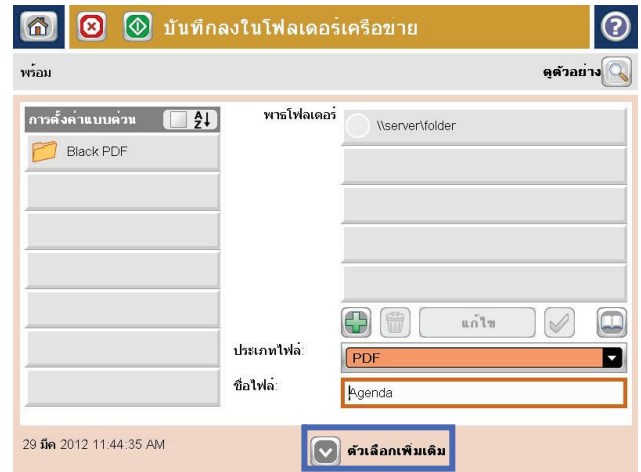 บันทึกลงในโฟลเดอร์เครือข่าย
พร้อม
ดูตัวอย่าง
การตั้งค่าแบบด่วน
พาธโฟลเดอร์
\\server\folder
Black PDF
แก้ไข
ประเภทไฟล์:
PDF
ชื่อไฟล์:
Agenda
29 มีค 2012 11:44:35 AM
ตัวเลือกเพิ่มเติม